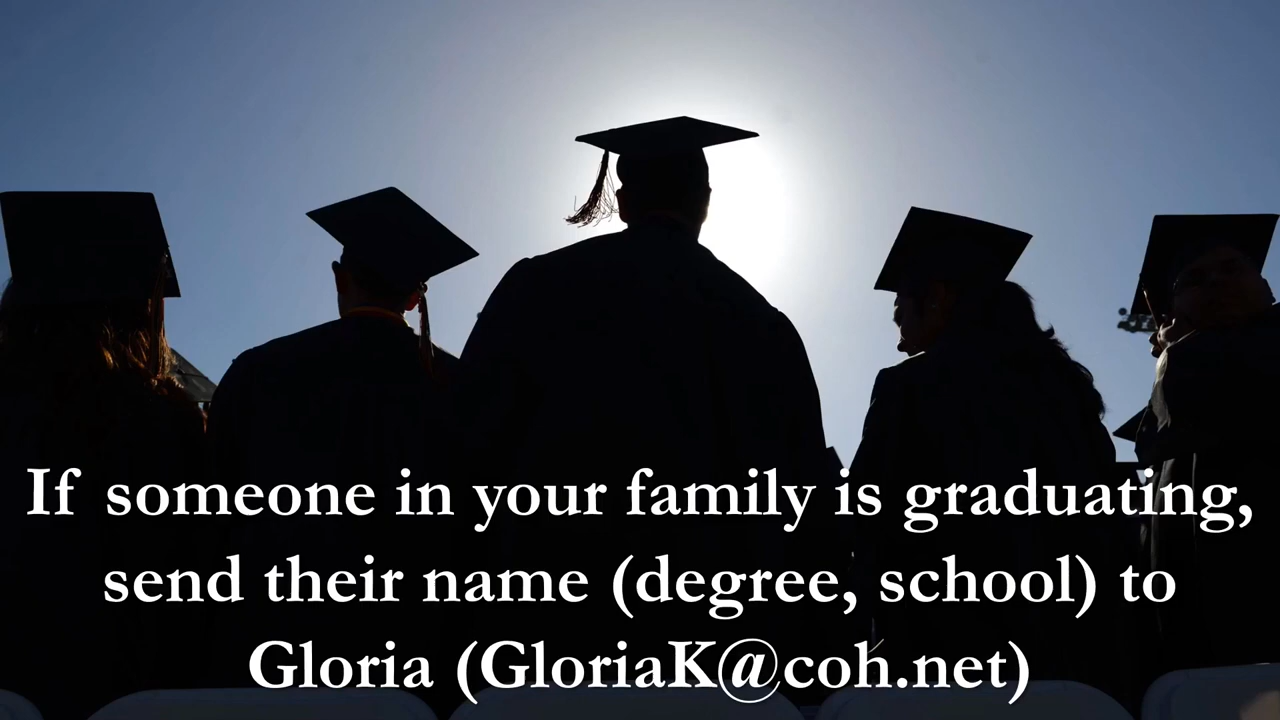 If someone in your family is graduating,
send their name (degree, school) to
Gloria (GloriaK@coh.net)